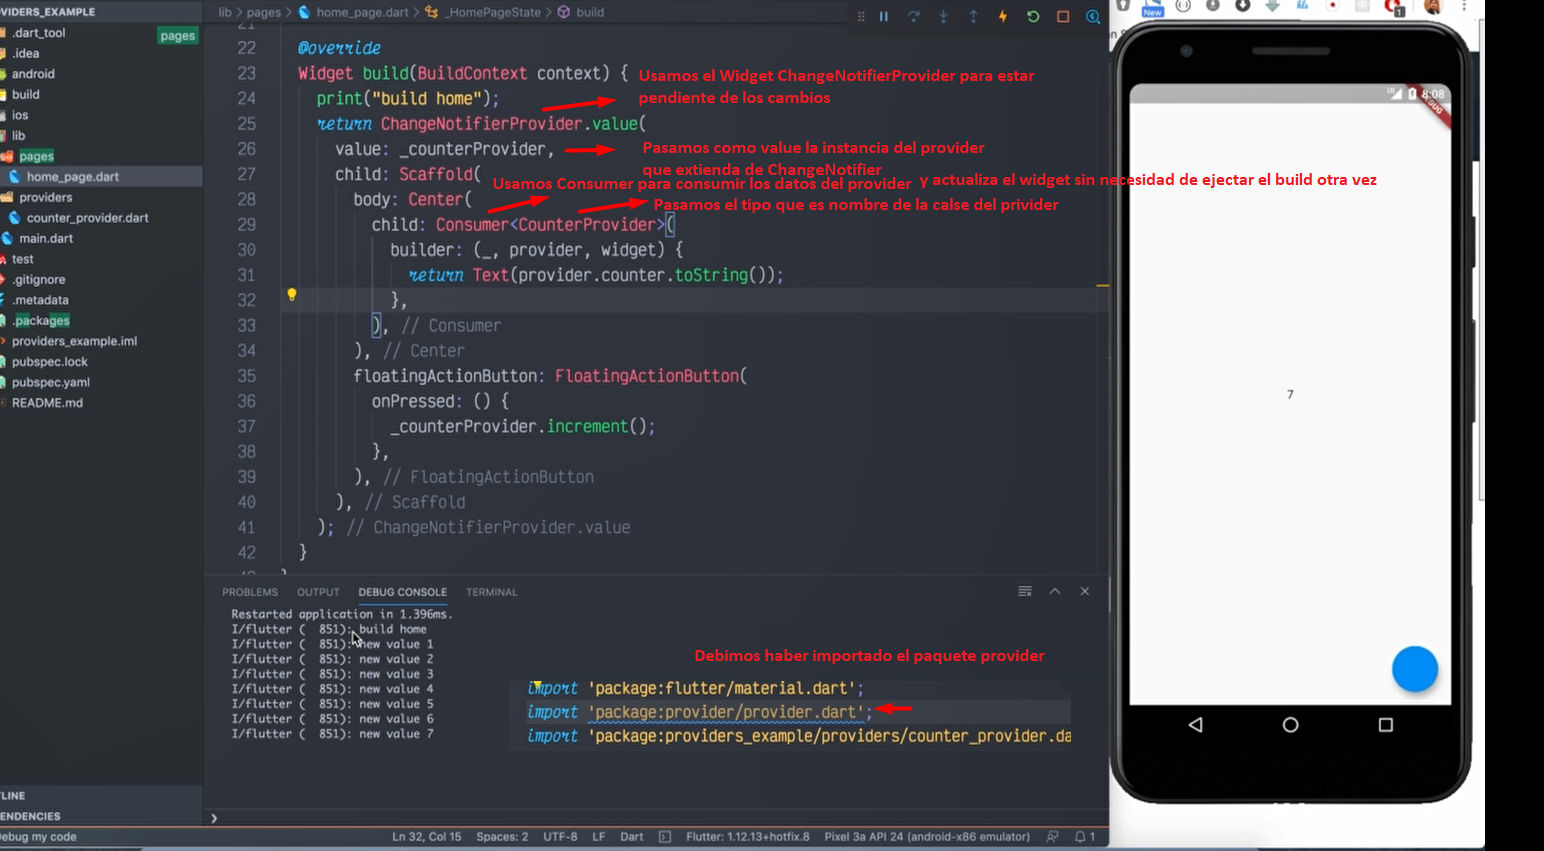 VIDERS_EXAMPLE
.dart_tool
.idea
android
build
ios
lib
pages
home_page.dart
providers
counter_provider.dart
main.dart
test
.gitignore
.metadata
.packages
providers_example.iml
pubspec.lock
pubspec.yaml
README.md
TLINE
ENDENCIES
ebug my code
pages
lib > pages > home_page.dart > _HomePageState > build
21
22 @override
23 Widget build(BuildContext context) {
24 print("build home");
25 return ChangeNotifierProvider.value(
26 value: _counterProvider,
27 child: Scaffold(
28 body: Center(
29 child: Consumer<CounterProvider>(
30 builder: (_, provider, widget) {
31 return Text(provider.counter.toString());
32 },
33 ), // Consumer
34 ), // Center
35 floatingActionButton: FloatingActionButton(
36 onPressed: () {
37 _counterProvider.increment();
38 },
39 ), // FloatingActionButton
40 ), // Scaffold
41 ); // ChangeNotifierProvider.value
42 }
Usamos el Widget ChangeNotifierProvider para estar
pendiente de los cambios
Pasamos como value la instancia del provider
que extienda de ChangeNotifier
Usamos Consumer para consumir los datos del provider y actualiza el widget sin necesidad de ejectar el build otra vez
Pasamos el tipo que es nombre de la calse del privider
PROBLEMS OUTPUT DEBUG CONSOLE TERMINAL
Restarted application in 1.396ms.
I/flutter ( 851): build home
I/flutter ( 851): new value 1
I/flutter ( 851): new value 2
I/flutter ( 851): new value 3
I/flutter ( 851): new value 4
I/flutter ( 851): new value 5
I/flutter ( 851): new value 6
I/flutter ( 851): new value 7
Debimos haber importado el paquete provider
import 'package:flutter/material.dart';
import 'package:provider/provider.dart';
import 'package:providers_example/providers/counter_provider.da
Ln 32, Col 15 Spaces: 2 UTF-8 LF Dart Flutter: 1.12.13+hotfix.8 Pixel 3a API 24 (android-x86 emulator) 1
New
1
8:08
DEBUG
7